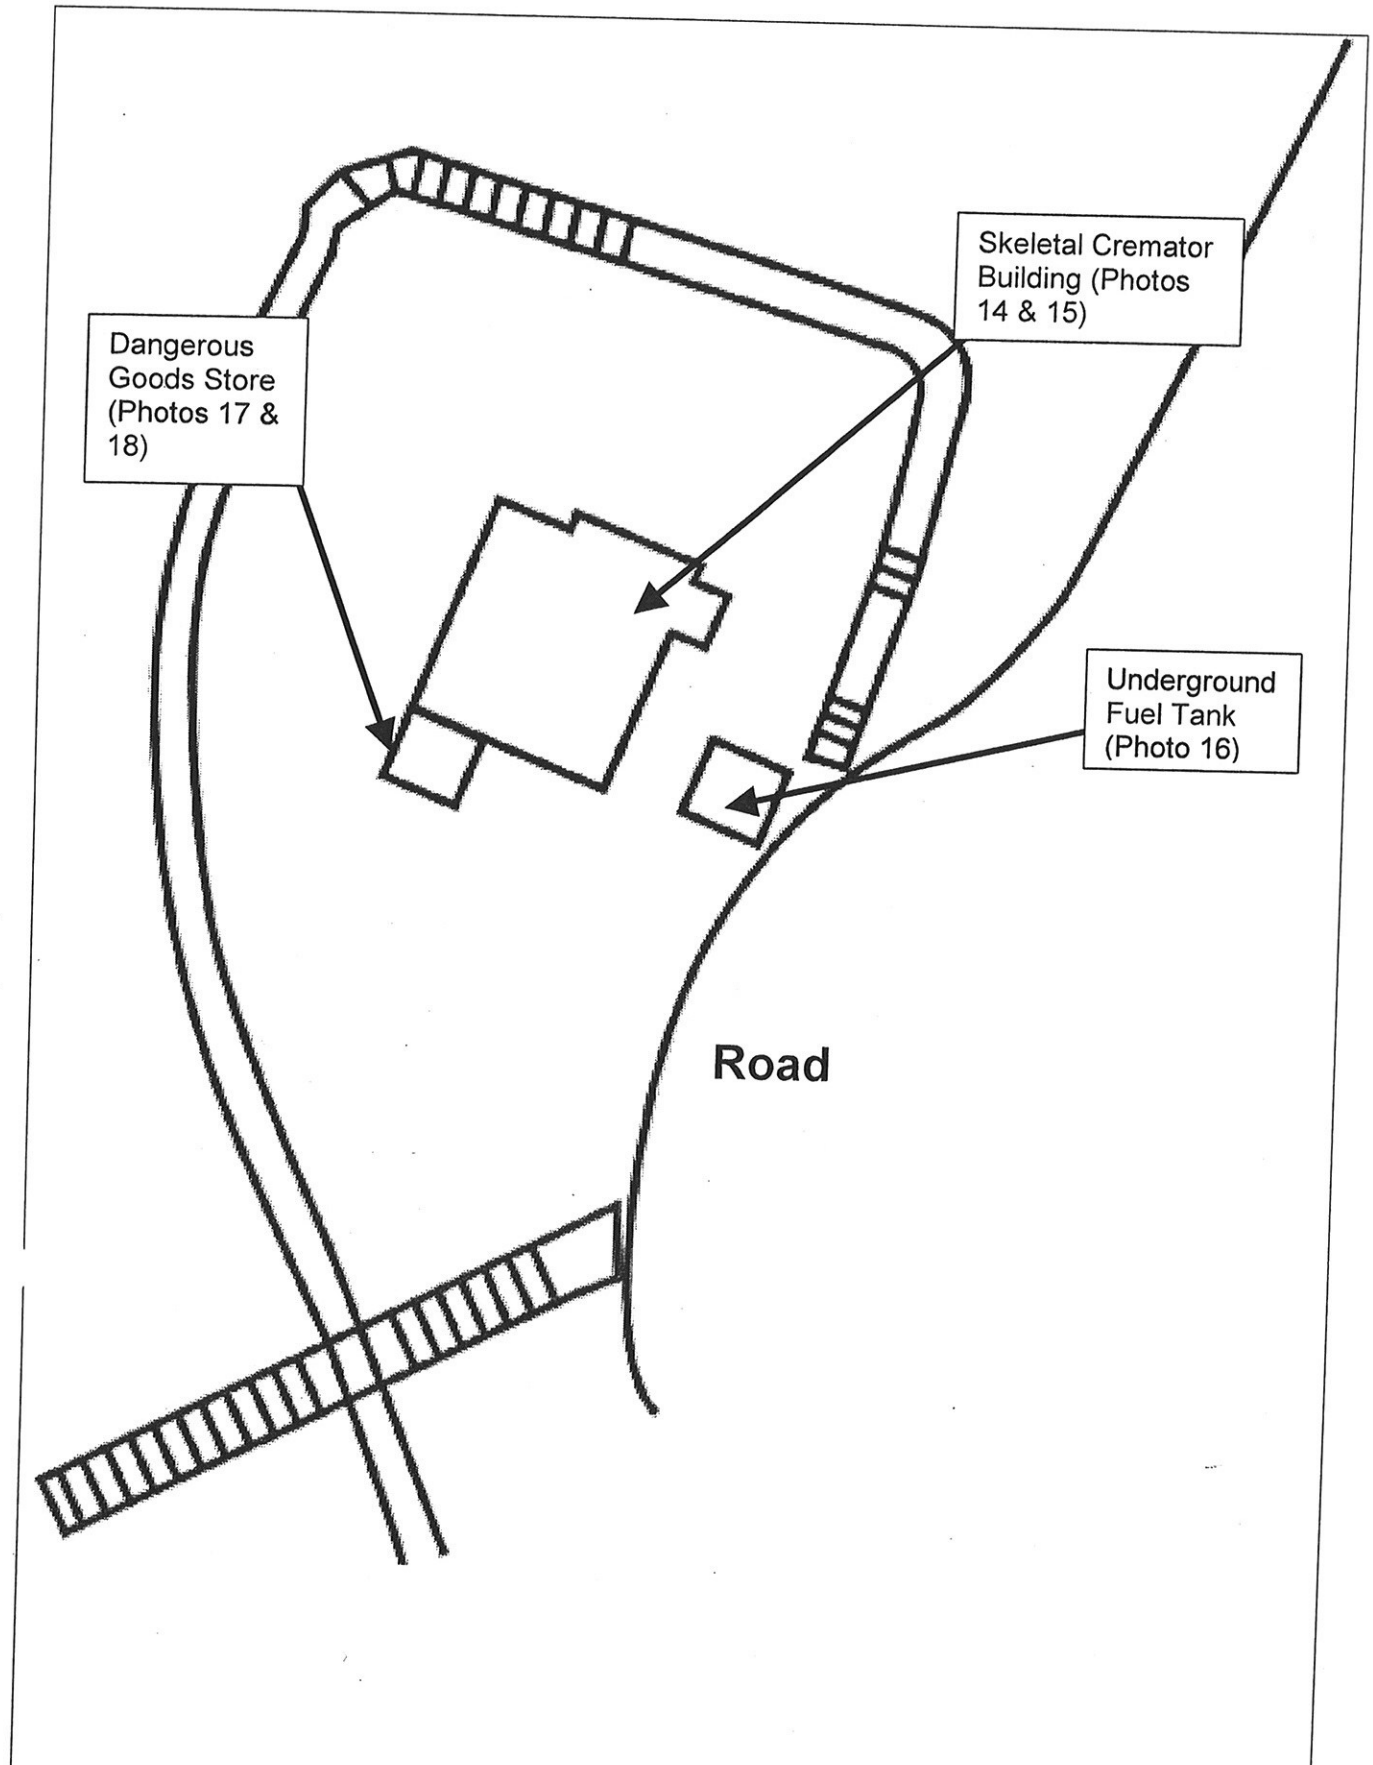 Skeletal Cremator
Building (Photos
14 & 15)
Dangerous
Goods Store
(Photos 17 &
18)
Underground
Fuel Tank
(Photo 16)
Road